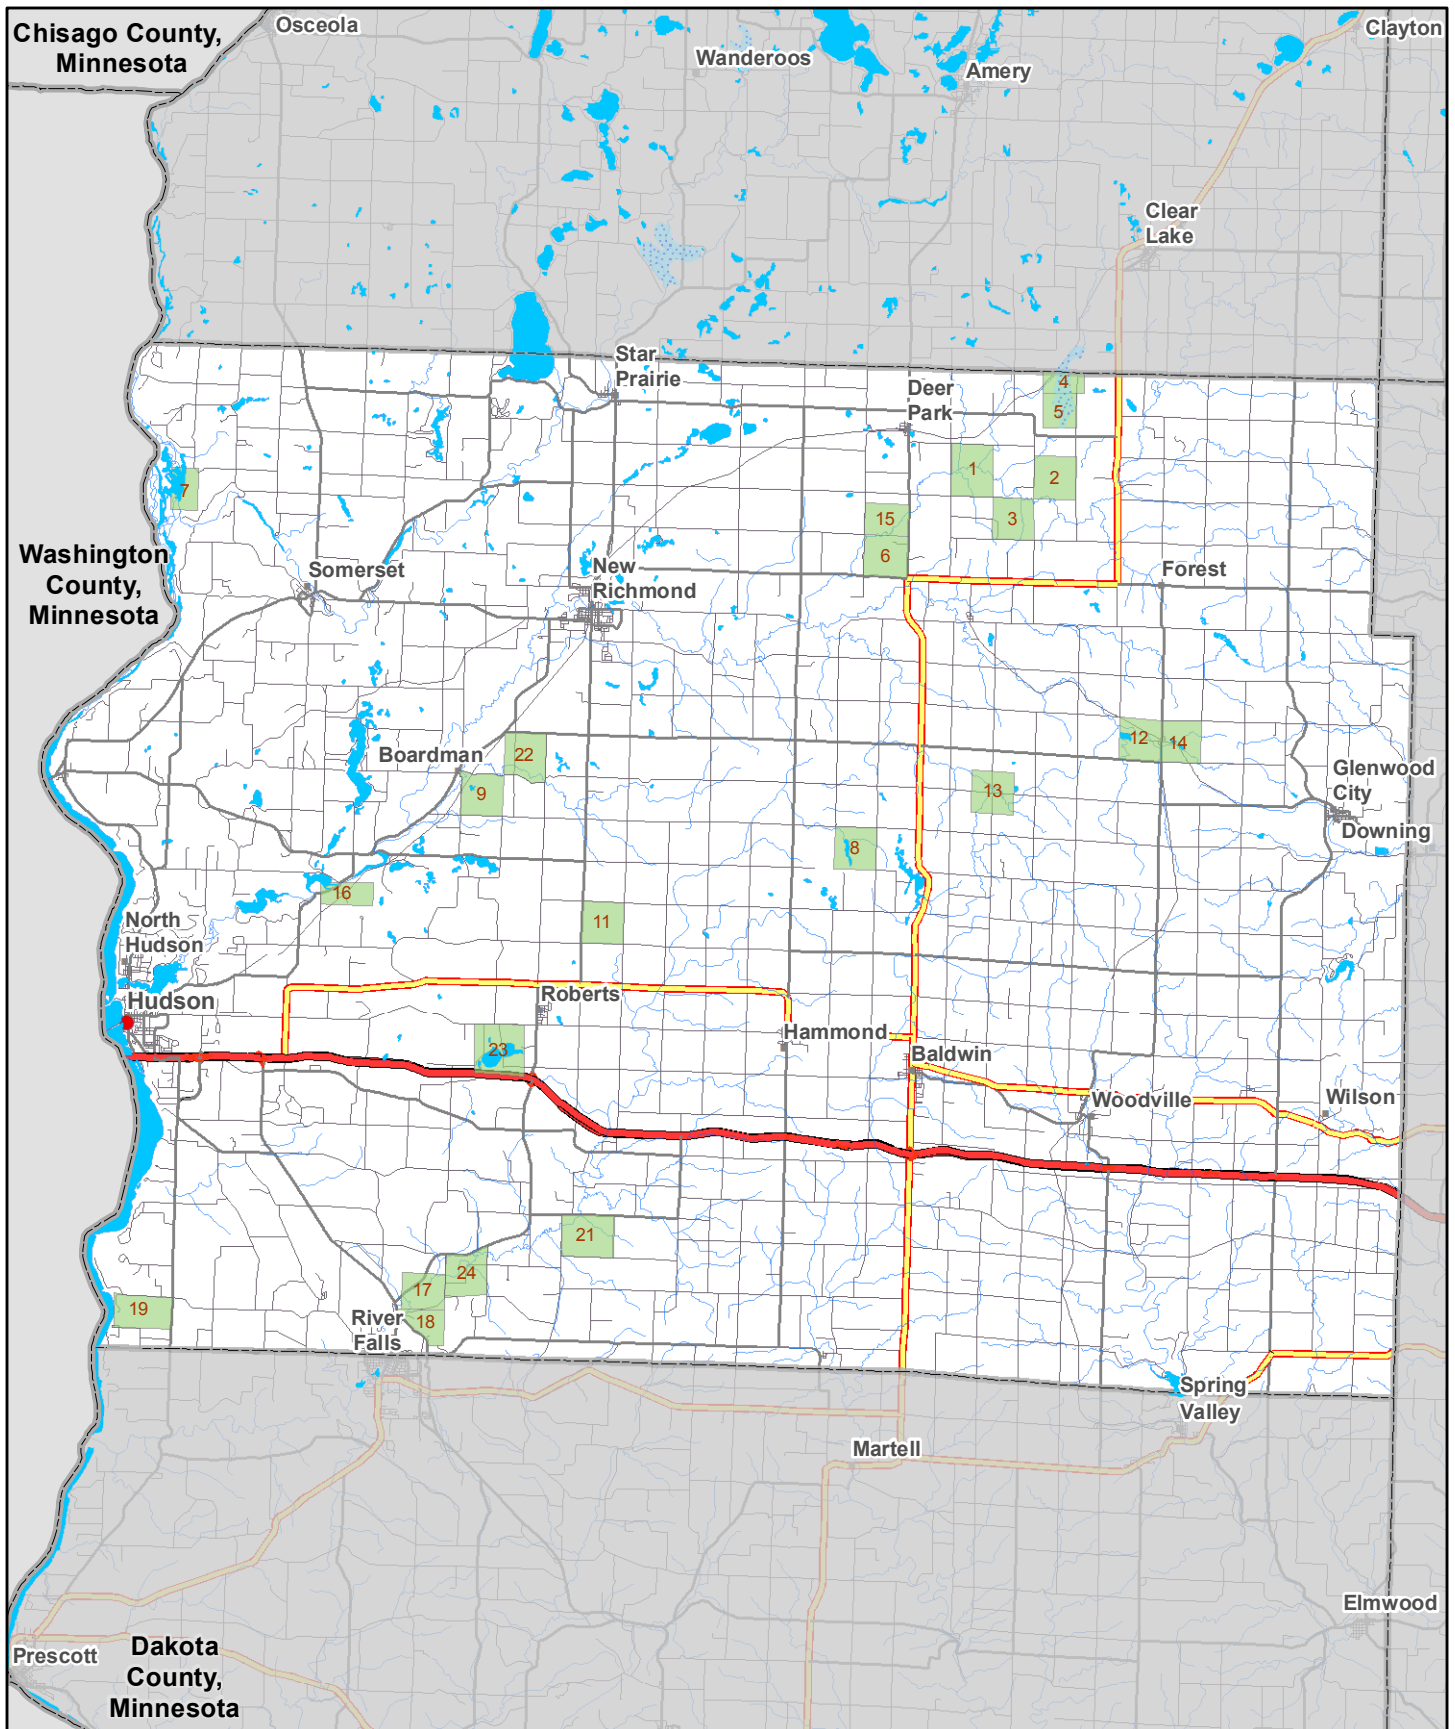 Chisago County,
Minnesota
Osceola
Wanderoos
Amery
Clayton
Clear
Lake
Star
Prairie
Deer
Park
4
5
1
2
7
15
3
6
Washington
County,
Minnesota
Somerset
New
Richmond
Forest
Boardman
22
9
12
14
13
Glenwood
City
Downing
8
16
11
North
Hudson
Hudson
Roberts
23
Hammond
Baldwin
Woodville
Wilson
21
24
17
19
18
River
Falls
Spring
Valley
Martell
Elmwood
Prescott
Dakota
County,
Minnesota